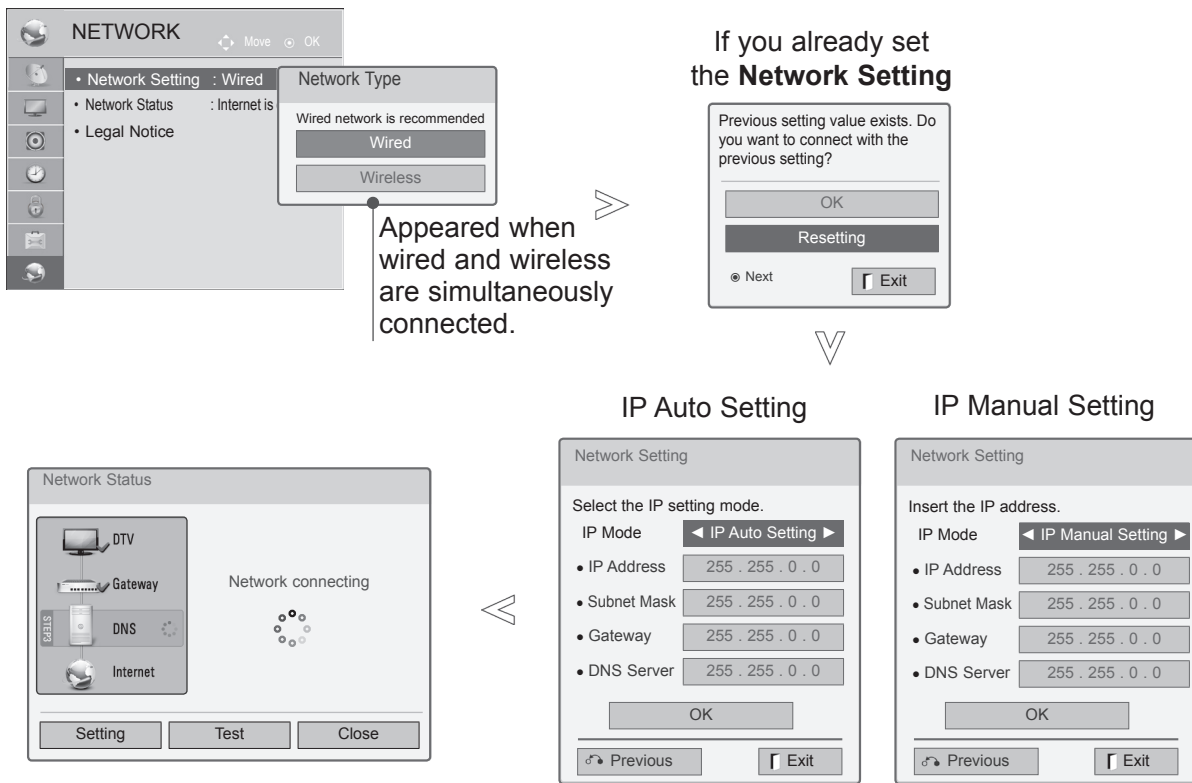 NETWORK
Move
OK
• Network Setting : Wired
• Network Status : Internet is
• Legal Notice
Network Type
Wired network is recommended
Wired
Wireless
Appeared when
wired and wireless
are simultaneously
connected.
If you already set
the Network Setting
Previous setting value exists. Do
you want to connect with the
previous setting?
OK
Resetting
Next
Exit
IP Auto Setting
Network Setting
Select the IP setting mode.
IP Mode ◄ IP Auto Setting ►
• IP Address 255 . 255 . 0 . 0
• Subnet Mask 255 . 255 . 0 . 0
• Gateway 255 . 255 . 0 . 0
• DNS Server 255 . 255 . 0 . 0
OK
Previous
Exit
IP Manual Setting
Network Setting
Insert the IP address.
IP Mode ◄ IP Manual Setting ►
• IP Address 255 . 255 . 0 . 0
• Subnet Mask 255 . 255 . 0 . 0
• Gateway 255 . 255 . 0 . 0
• DNS Server 255 . 255 . 0 . 0
OK
Previous
Exit
Network Status
DTV
Gateway
STEP3
DNS
Internet
Network connecting
Setting
Test
Close